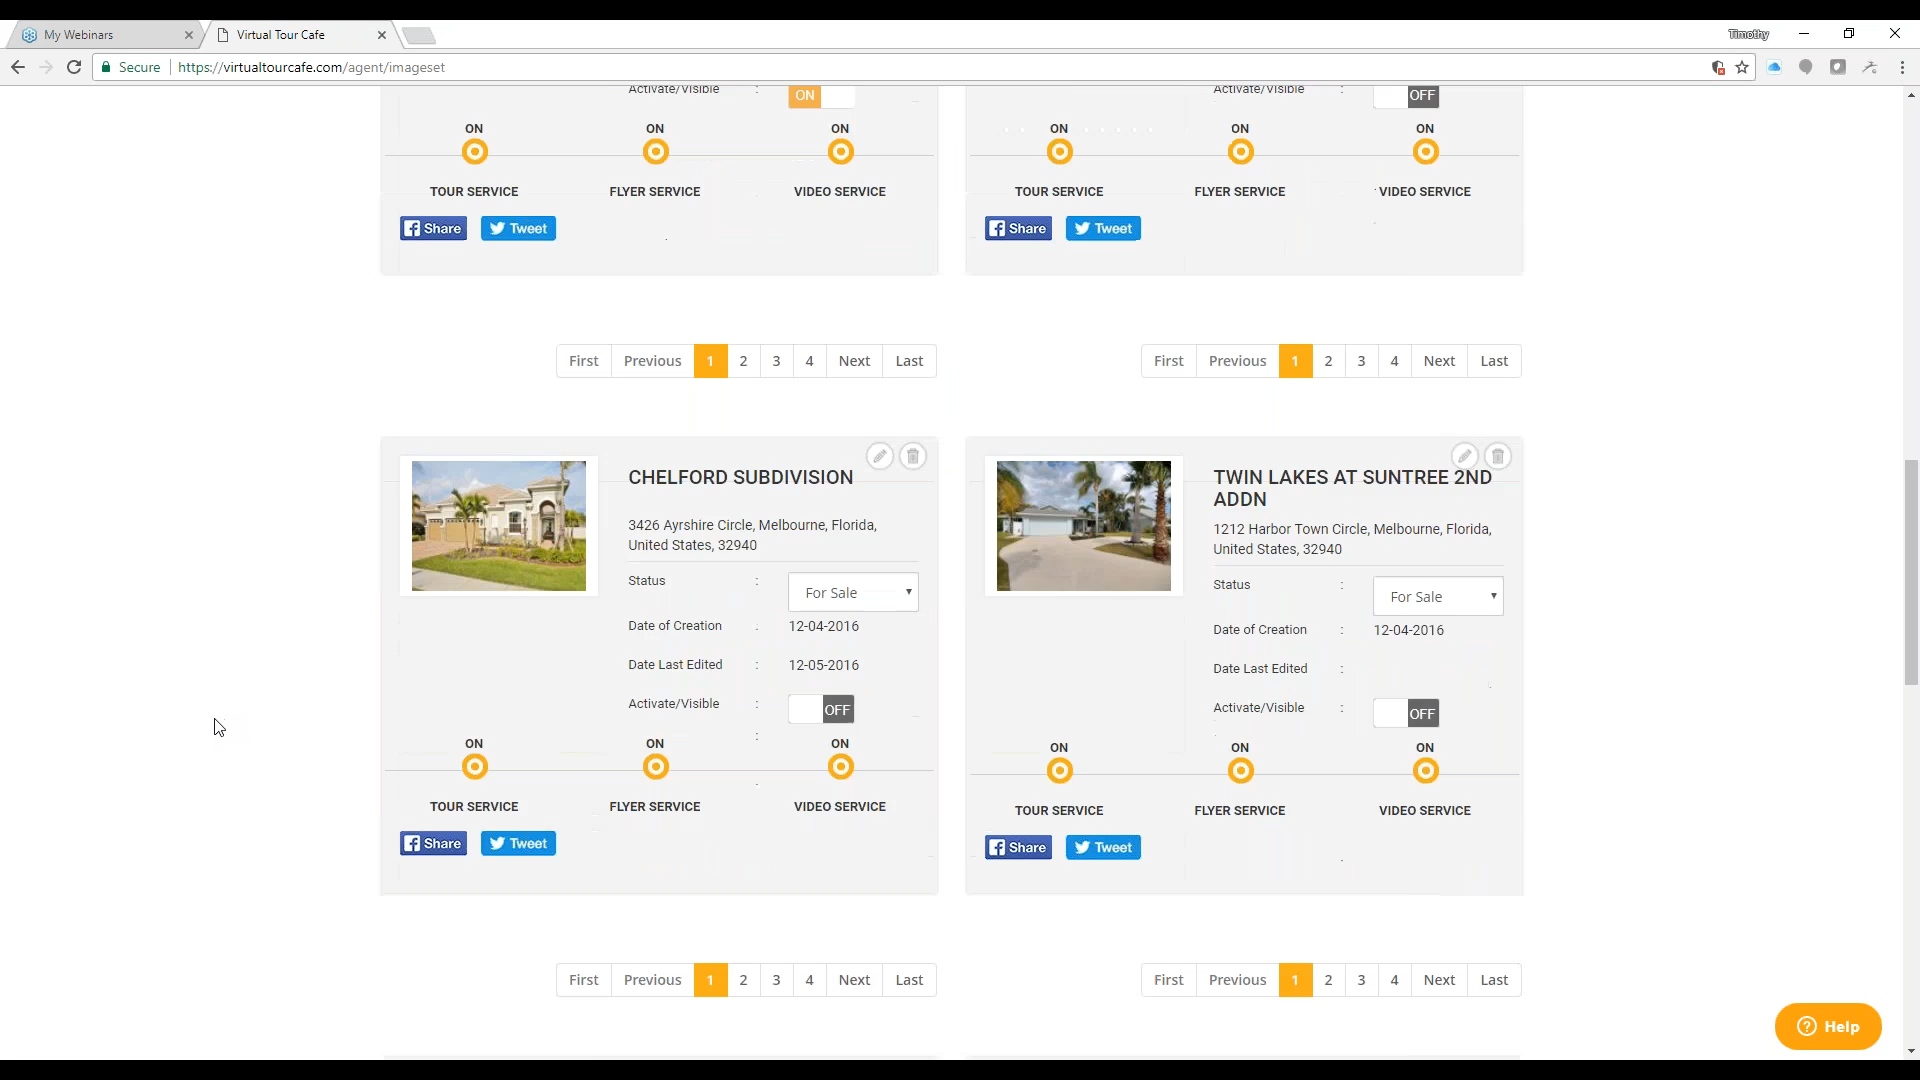 My Webinars
Virtual Tour Cafe
Timothy
Secure
https://virtualtourcafe.com/agent/imageset
Activate/Visible
ON
Activate/Visible
OFF
ON ON ON
TOUR SERVICE FLYER SERVICE VIDEO SERVICE
Share Tweet
ON ON ON
TOUR SERVICE FLYER SERVICE VIDEO SERVICE
Share Tweet
First Previous 1 2 3 4 Next Last
First Previous 1 2 3 4 Next Last
CHELFORD SUBDIVISION
3426 Ayrshire Circle, Melbourne, Florida,
United States, 32940
Status : For Sale
Date of Creation : 12-04-2016
Date Last Edited : 12-05-2016
Activate/Visible : OFF
:
ON ON ON
TOUR SERVICE FLYER SERVICE VIDEO SERVICE
Share Tweet
TWIN LAKES AT SUNTREE 2ND
ADDN
1212 Harbor Town Circle, Melbourne, Florida,
United States, 32940
Status : For Sale
Date of Creation : 12-04-2016
Date Last Edited :
Activate/Visible : OFF
ON ON ON
TOUR SERVICE FLYER SERVICE VIDEO SERVICE
Share Tweet
First Previous 1 2 3 4 Next Last
First Previous 1 2 3 4 Next Last
Help